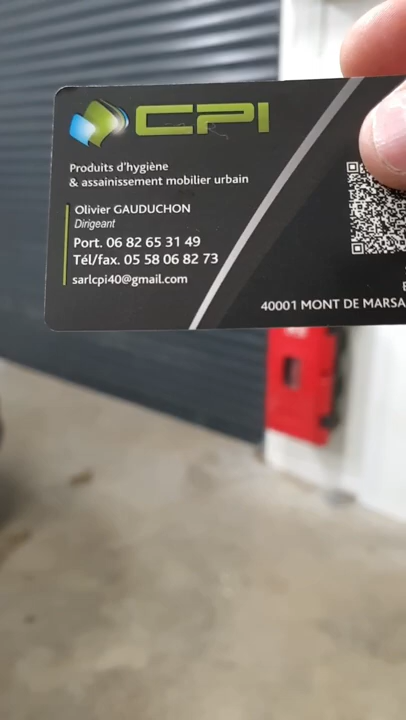 CPI
Produits d'hygiène
& assainissement mobilier urbain
Olivier GAUDUCHON
Dirigeant
Port. 06 82 65 31 49
Tél/fax. 05 58 06 82 73
sarlcpi40@gmail.com
40001 MONT DE MARSA